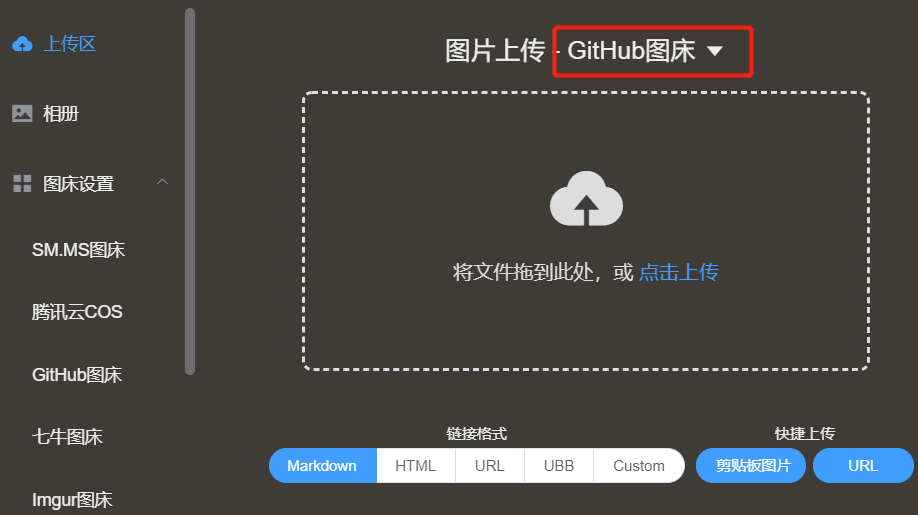 上传区
相册
图床设置
SM.MS图床
腾讯云COS
GitHub图床
七牛图床
Imgur图床
图片上传 - GitHub图床
将文件拖到此处，或 点击上传
链接格式
Markdown HTML URL UBB Custom
快捷上传
剪贴板图片 URL